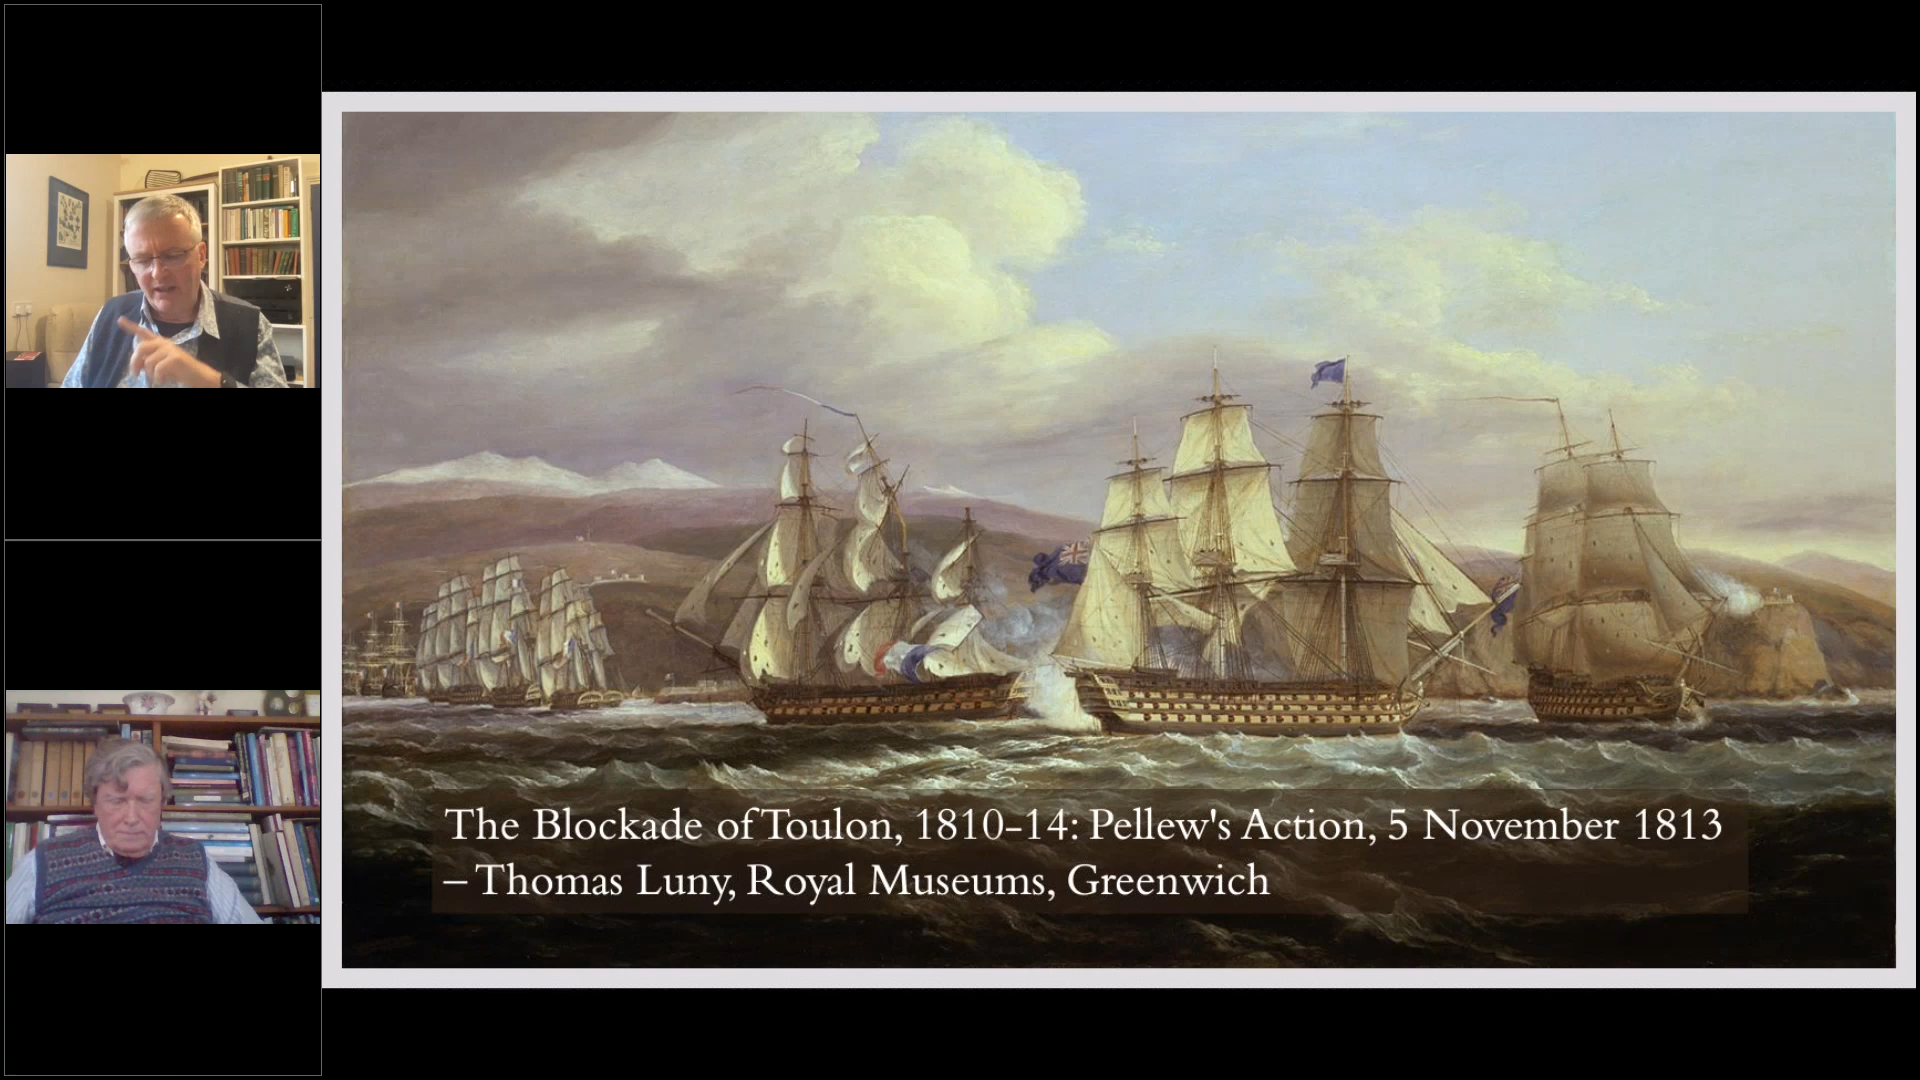 The Blockade of Toulon, 1810-14: Pellew's Action, 5 November 1813
– Thomas Luny, Royal Museums, Greenwich